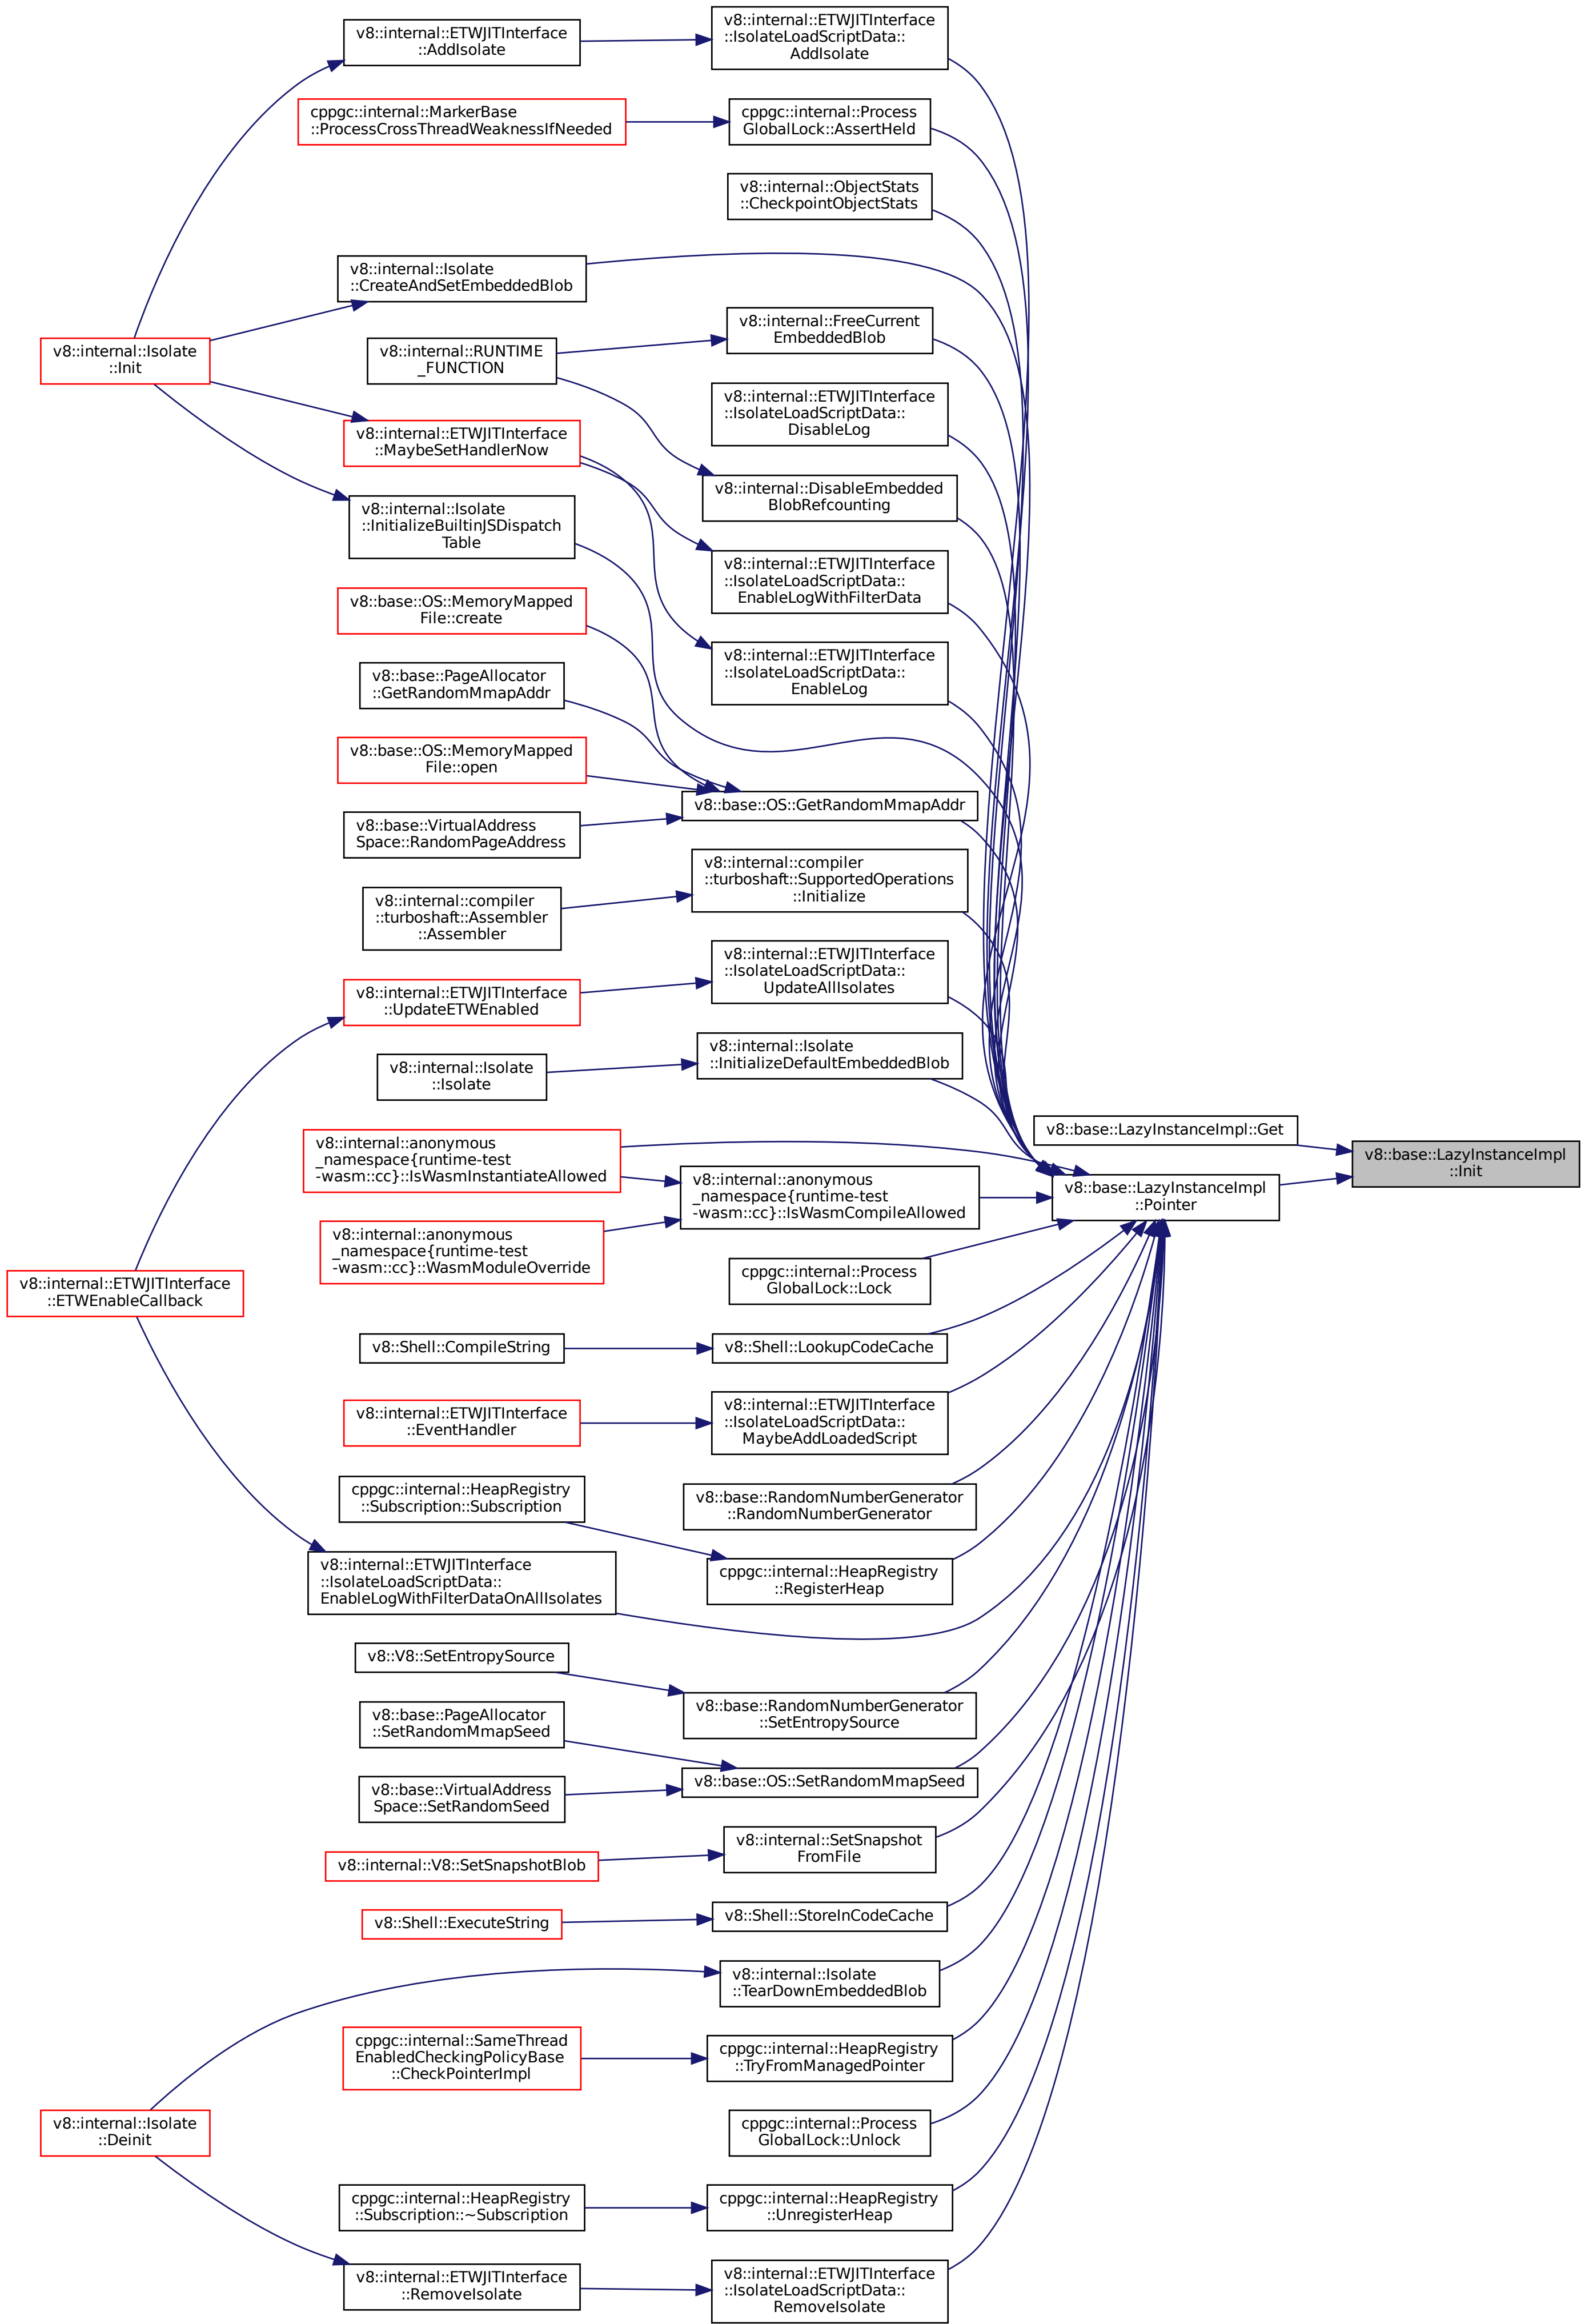 v8::internal::ETWJITInterface
::AddIsolate
v8::internal::ETWJITInterface
::IsolateLoadScriptData::
AddIsolate
cppgc::internal::MarkerBase
::ProcessCrossThreadWeaknessIfNeeded
cppgc::internal::Process
GlobalLock::AssertHeld
v8::internal::ObjectStats
::CheckpointObjectStats
v8::internal::Isolate
::CreateAndSetEmbeddedBlob
v8::internal::FreeCurrent
EmbeddedBlob
v8::internal::Isolate
::Init
v8::internal::RUNTIME
_FUNCTION
v8::internal::ETWJITInterface
::IsolateLoadScriptData::
DisableLog
v8::internal::ETWJITInterface
::MaybeSetHandlerNow
v8::internal::DisableEmbedded
BlobRefcounting
v8::internal::Isolate
::InitializeBuiltinJSDispatch
Table
v8::internal::ETWJITInterface
::IsolateLoadScriptData::
EnableLogWithFilterData
v8::base::OS::MemoryMapped
File::create
v8::internal::ETWJITInterface
::IsolateLoadScriptData::
EnableLog
v8::base::PageAllocator
::GetRandomMmapAddr
v8::base::OS::MemoryMapped
File::open
v8::base::OS::GetRandomMmapAddr
v8::base::VirtualAddress
Space::RandomPageAddress
v8::internal::compiler
::turboshaft::SupportedOperations
::Initialize
v8::internal::compiler
::turboshaft::Assembler
::Assembler
v8::internal::ETWJITInterface
::IsolateLoadScriptData::
UpdateAllIsolates
v8::internal::ETWJITInterface
::UpdateETWEnabled
v8::internal::Isolate
::InitializeDefaultEmbeddedBlob
v8::internal::Isolate
::Isolate
v8::base::LazyInstanceImpl::Get
v8::base::LazyInstanceImpl
::Init
v8::internal::anonymous
_namespace{runtime-test
-wasm::cc}::IsWasmInstantiateAllowed
v8::internal::anonymous
_namespace{runtime-test
-wasm::cc}::IsWasmCompileAllowed
v8::base::LazyInstanceImpl
::Pointer
v8::internal::anonymous
_namespace{runtime-test
-wasm::cc}::WasmModuleOverride
cppgc::internal::Process
GlobalLock::Lock
v8::internal::ETWJITInterface
::ETWEnableCallback
v8::Shell::CompileString
v8::Shell::LookupCodeCache
v8::internal::ETWJITInterface
::EventHandler
v8::internal::ETWJITInterface
::IsolateLoadScriptData::
MaybeAddLoadedScript
cppgc::internal::HeapRegistry
::Subscription::Subscription
v8::base::RandomNumberGenerator
::RandomNumberGenerator
v8::internal::ETWJITInterface
::IsolateLoadScriptData::
EnableLogWithFilterDataOnAllIsolates
cppgc::internal::HeapRegistry
::RegisterHeap
v8::V8::SetEntropySource
v8::base::RandomNumberGenerator
::SetEntropySource
v8::base::PageAllocator
::SetRandomMmapSeed
v8::base::OS::SetRandomMmapSeed
v8::base::VirtualAddress
Space::SetRandomSeed
v8::internal::SetSnapshot
FromFile
v8::internal::V8::SetSnapshotBlob
v8::Shell::ExecuteString
v8::Shell::StoreInCodeCache
v8::internal::Isolate
::TearDownEmbeddedBlob
cppgc::internal::SameThread
EnabledCheckingPolicyBase
::CheckPointerImpl
cppgc::internal::HeapRegistry
::TryFromManagedPointer
v8::internal::Isolate
::Deinit
cppgc::internal::Process
GlobalLock::Unlock
cppgc::internal::HeapRegistry
::Subscription::~Subscription
cppgc::internal::HeapRegistry
::UnregisterHeap
v8::internal::ETWJITInterface
::RemoveIsolate
v8::internal::ETWJITInterface
::IsolateLoadScriptData::
RemoveIsolate